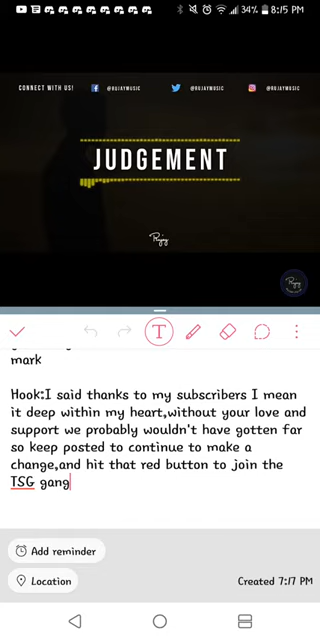 34% 8:15 PM
CONNECT WITH US! @RUJAYMUSIC @RUJAYMUSIC @RUJAYMUSIC
JUDGEMENT
Rujay
T
mark
Hook:I said thanks to my subscribers I mean
it deep within my heart,without your love and
support we probably wouldn't have gotten far
so keep posted to continue to make a
change,and hit that red button to join the
TSG gang
Add reminder
Location
Created 7:17 PM